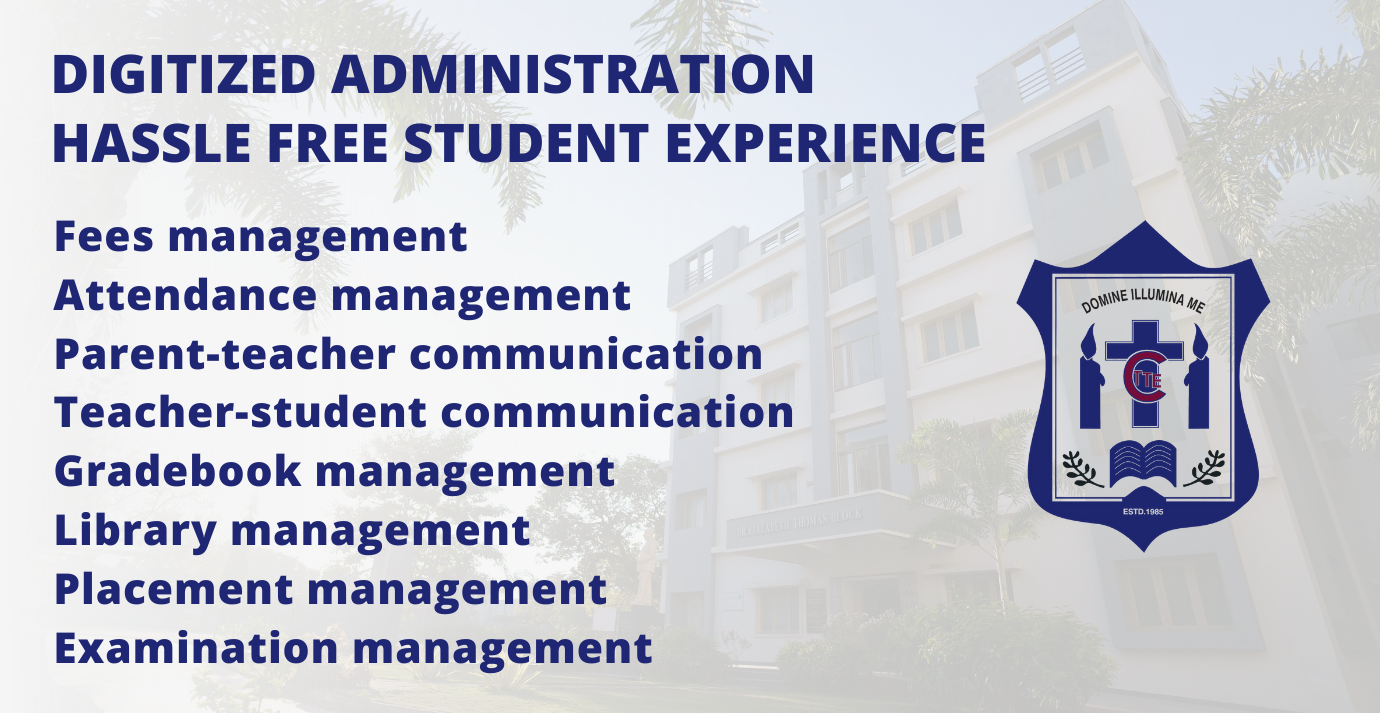 DIGITIZED ADMINISTRATION
HASSLE FREE STUDENT EXPERIENCE
Fees management
Attendance management
Parent-teacher communication
Teacher-student communication
Gradebook management
Library management
Placement management
Examination management
DOMINE ILLUMINA ME
CTTE
ESTD.1985